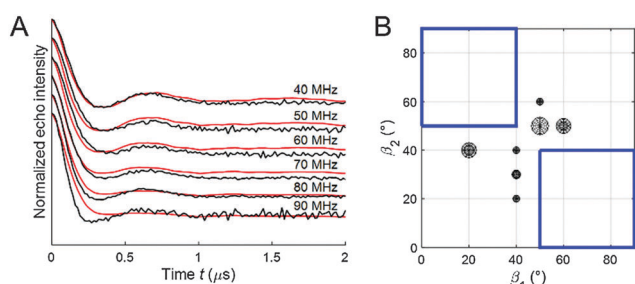 A
Normalized echo intensity
40 MHz
50 MHz
60 MHz
70 MHz
80 MHz
90 MHz
0 0.5 1 1.5 2
Time t (μs)
B
β2 (°)
80
60
40
20
0
0 20 40 60 80
(°)